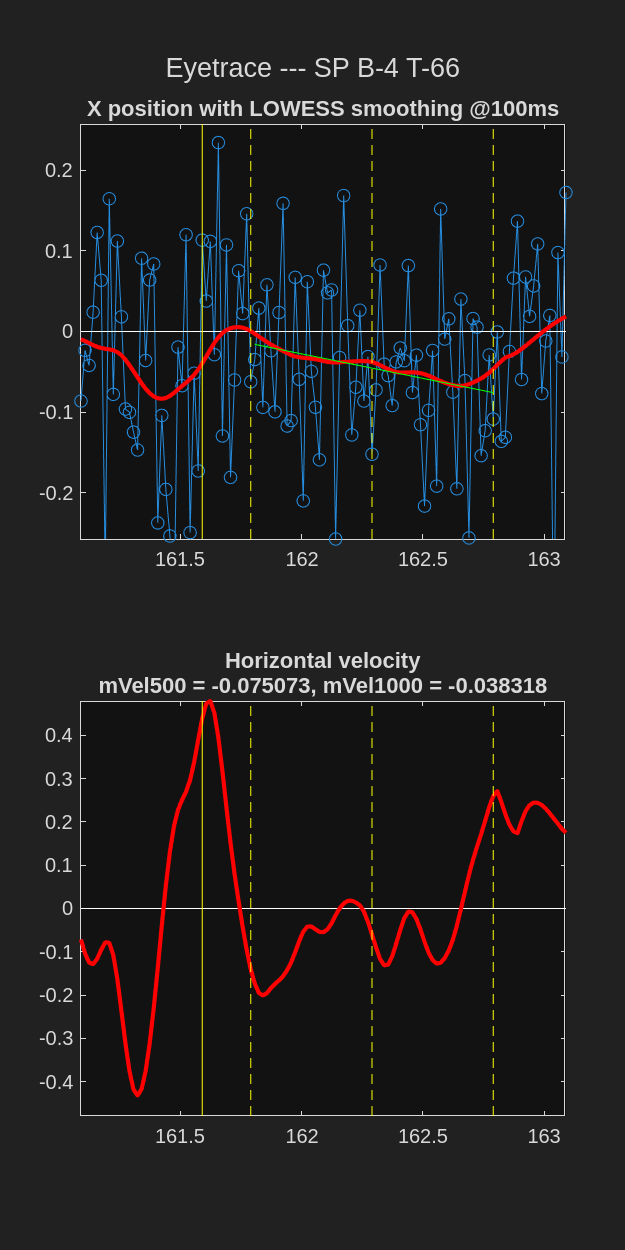 Eyetrace --- SP B-4 T-66
X position with LOWESS smoothing @100ms
0.2
0.1
0
-0.1
-0.2
161.5 162 162.5 163
Horizontal velocity
mVel500 = -0.075073, mVel1000 = -0.038318
0.4
0.3
0.2
0.1
0
-0.1
-0.2
-0.3
-0.4
161.5 162 162.5 163